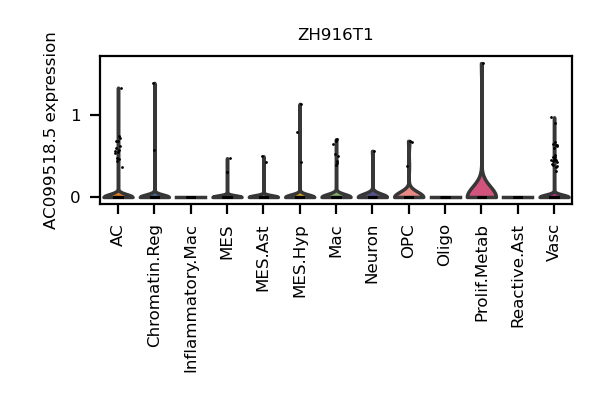 ZH916T1
AC099518.5 expression
1
0
AC
Chromatin.Reg
Inflammatory.Mac
MES
MES.Ast
MES.Hyp
Mac
Neuron
OPC
Oligo
Prolif.Metab
Reactive.Ast
Vasc